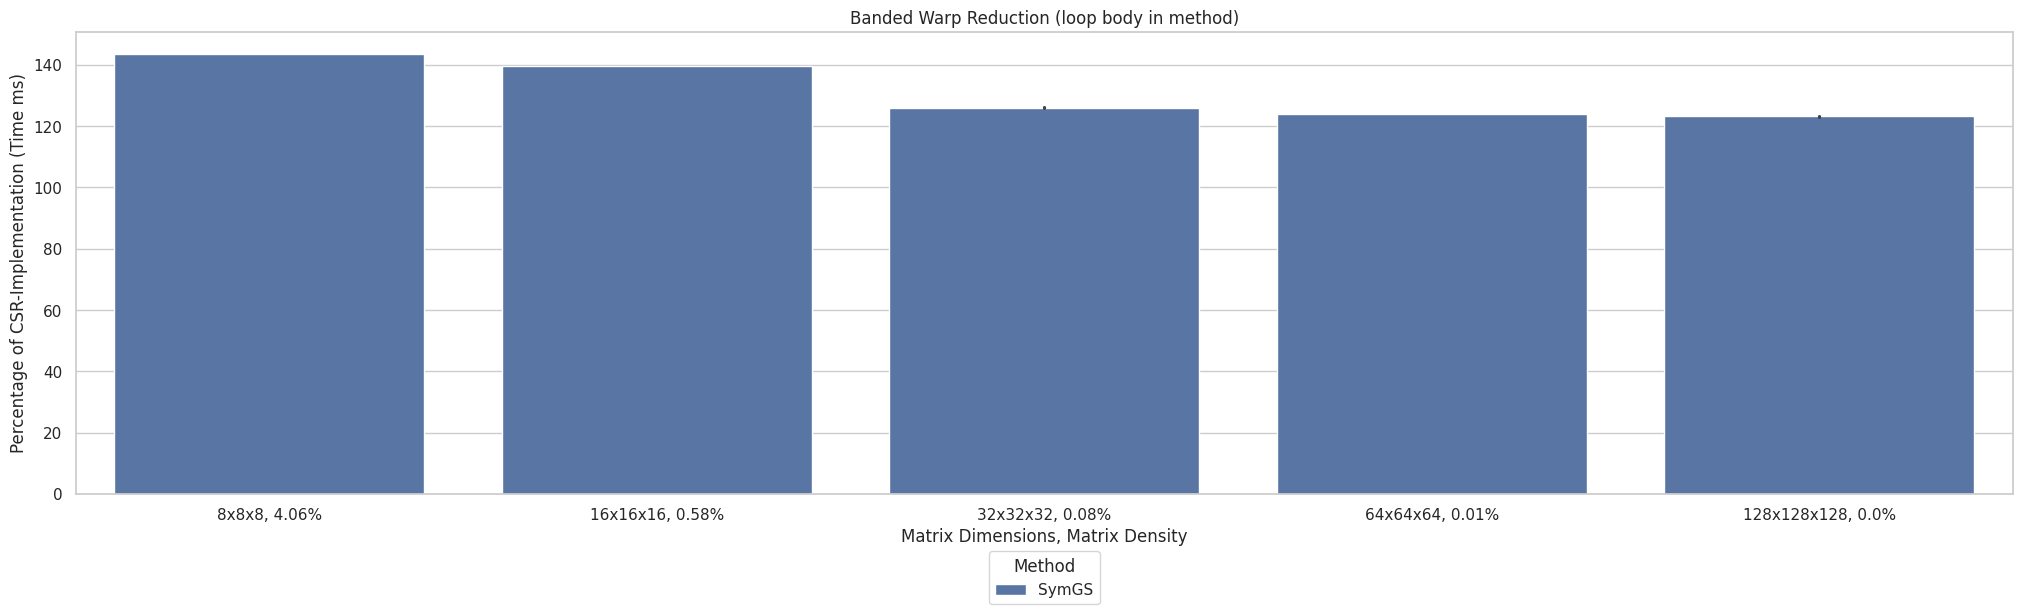 Banded Warp Reduction (loop body in method)
Percentage of CSR-Implementation (Time ms)
140
120
100
80
60
40
20
0
8x8x8, 4.06%
16x16x16, 0.58%
32x32x32, 0.08%
64x64x64, 0.01%
128x128x128, 0.0%
Matrix Dimensions, Matrix Density
Method
SymGS